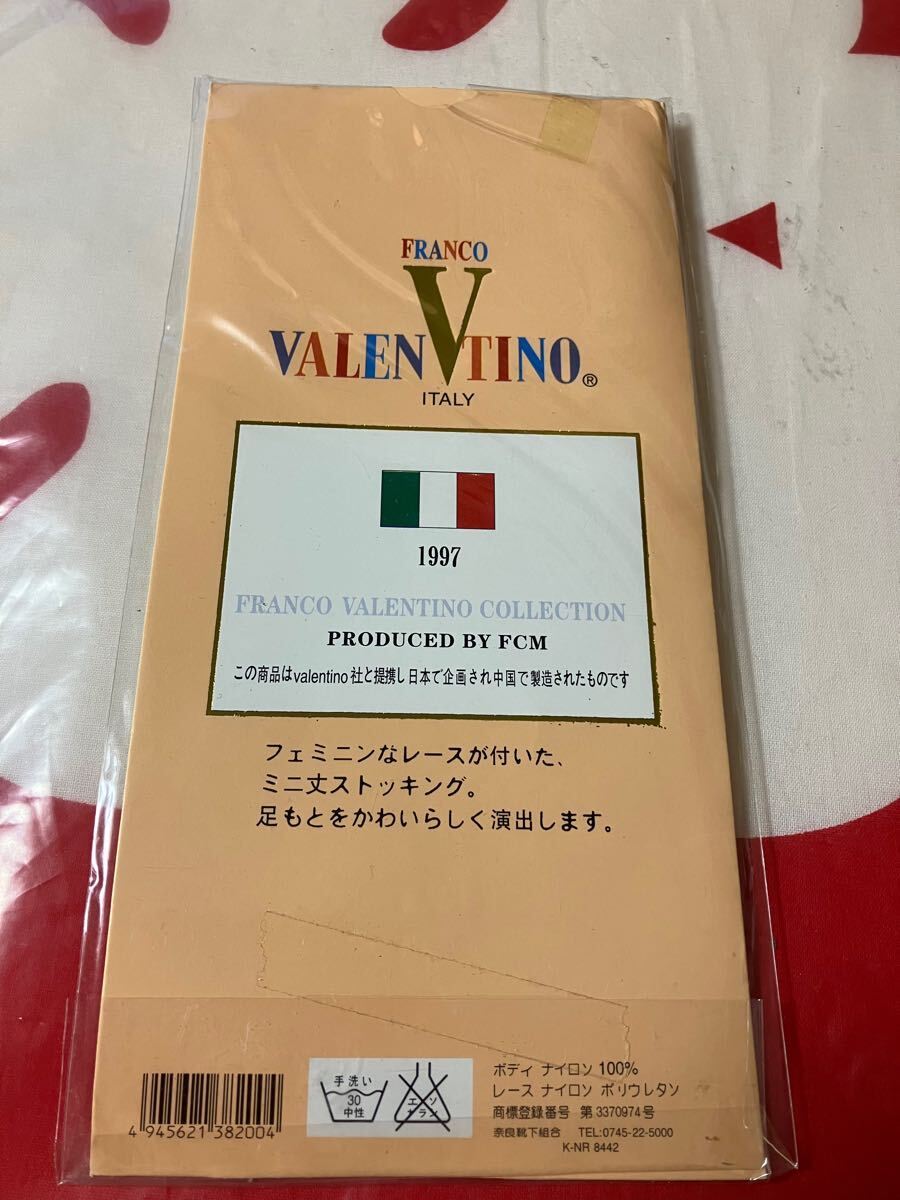 FRANCO
V
VALENTINO®
ITALY
1997
FRANCO VALENTINO COLLECTION
PRODUCED BY FCM
この商品はvalentino社と提携し日本で企画され中国で製造されたものです
フェミニンなレースが付いた、
ミニ丈ストッキング。
足もとをかわいらしく演出します。
手洗い
30
中性
エンソ
サラン
ボディ ナイロン 100%
レース ナイロン ポリウレタン
商標登録番号 第3370974号
奈良靴下組合 TEL:0745-22-5000
K-NR 8442
4 945621 382004